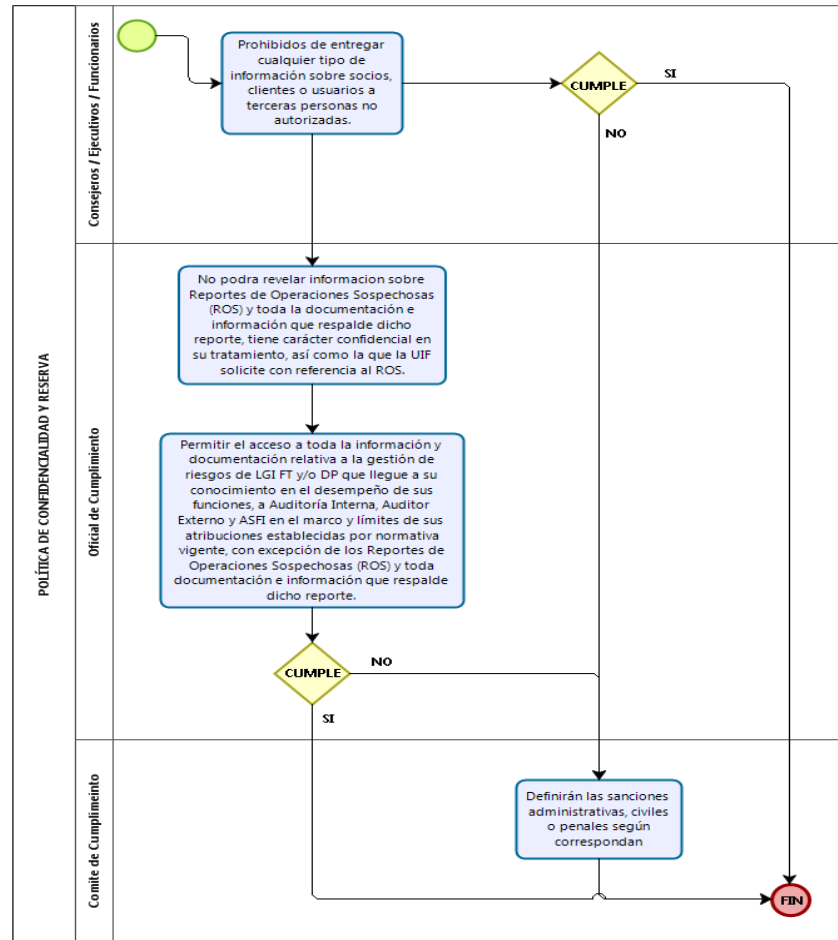 POLÍTICA DE CONFIDENCIALIDAD Y RESERVA
Consejeros / Ejecutivos / Funcionarios
Prohibidos de entregar
cualquier tipo de
información sobre socios,
clientes o usuarios a
terceras personas no
autorizadas.
CUMPLE
SI
NO
Oficial de Cumplimiento
No podra revelar informacion sobre
Reportes de Operaciones Sospechosas
(ROS) y toda la documentación e
información que respalde dicho
reporte, tiene carácter confidencial en
su tratamiento, así como la que la UIF
solicite con referencia al ROS.
Permitir el acceso a toda la información y
documentación relativa a la gestión de
riesgos de LGI FT y/o DP que llegue a su
conocimiento en el desempeño de sus
funciones, a Auditoría Interna, Auditor
Externo y ASFI en el marco y límites de sus
atribuciones establecidas por normativa
vigente, con excepción de los Reportes de
Operaciones Sospechosas (ROS) y toda
documentación e información que respalde
dicho reporte.
CUMPLE
NO
SI
Comite de Cumplimeinto
Definirán las sanciones
administrativas, civiles
o penales según
correspondan
FIN